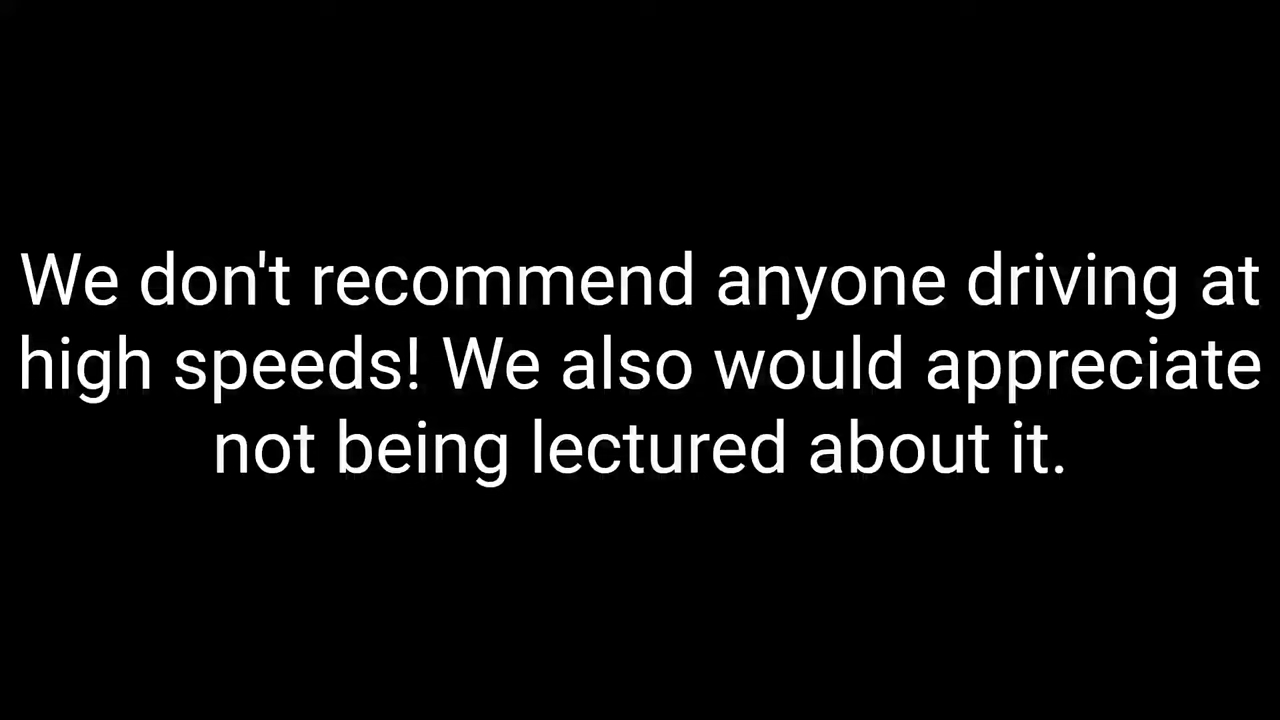 We don't recommend anyone driving at
high speeds! We also would appreciate
not being lectured about it.